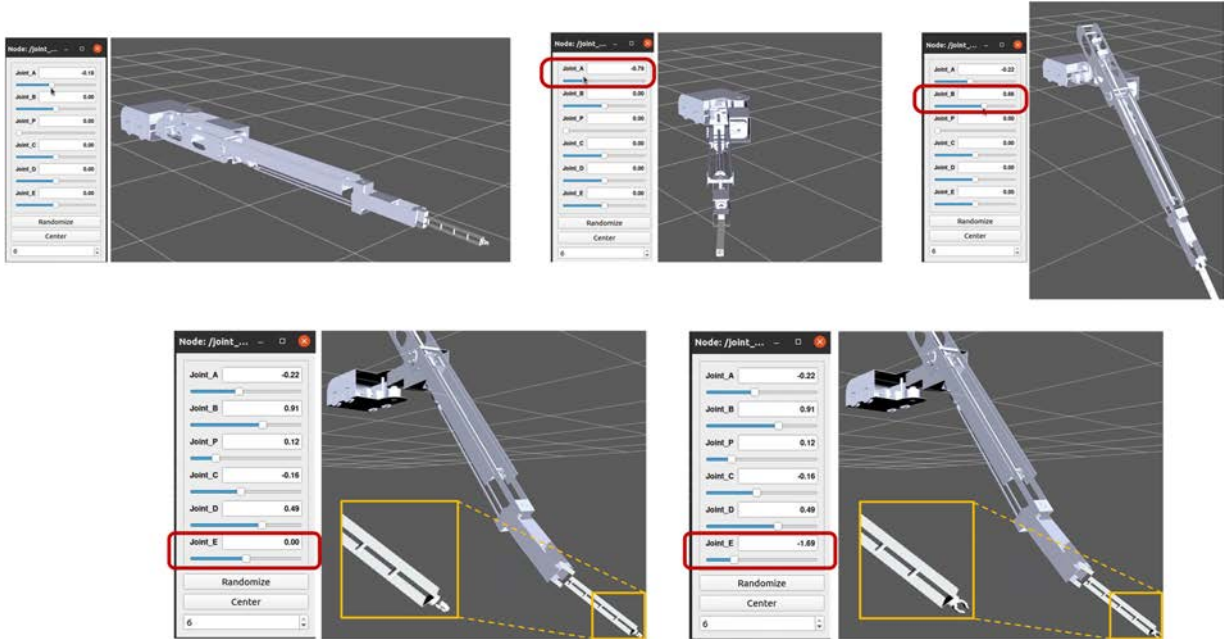 Node: /joint_...
Joint_A -0.10
Joint_B 0.00
Joint_P 0.00
Joint_C 0.00
Joint_D 0.00
Joint_E 0.00
Randomize
Center
6
Node: /joint_...
Joint_A -0.79
Joint_B 0.00
Joint_P 0.00
Joint_C 0.00
Joint_D 0.00
Joint_E 0.00
Randomize
Center
6
Node: /joint_...
Joint_A -0.22
Joint_B
Joint_P 0.00
Joint_C 0.00
Joint_D 0.00
Joint_E 0.00
Randomize
Center
6
Node: /joint_...
Joint_A -0.22
Joint_B 0.91
Joint_P 0.12
Joint_C -0.16
Joint_D 0.49
Joint_E 0.00
Randomize
Center
6
Node: /joint_...
Joint_A -0.22
Joint_B 0.91
Joint_P 0.12
Joint_C -0.16
Joint_D 0.49
Joint_E -1.69
Randomize
Center
6